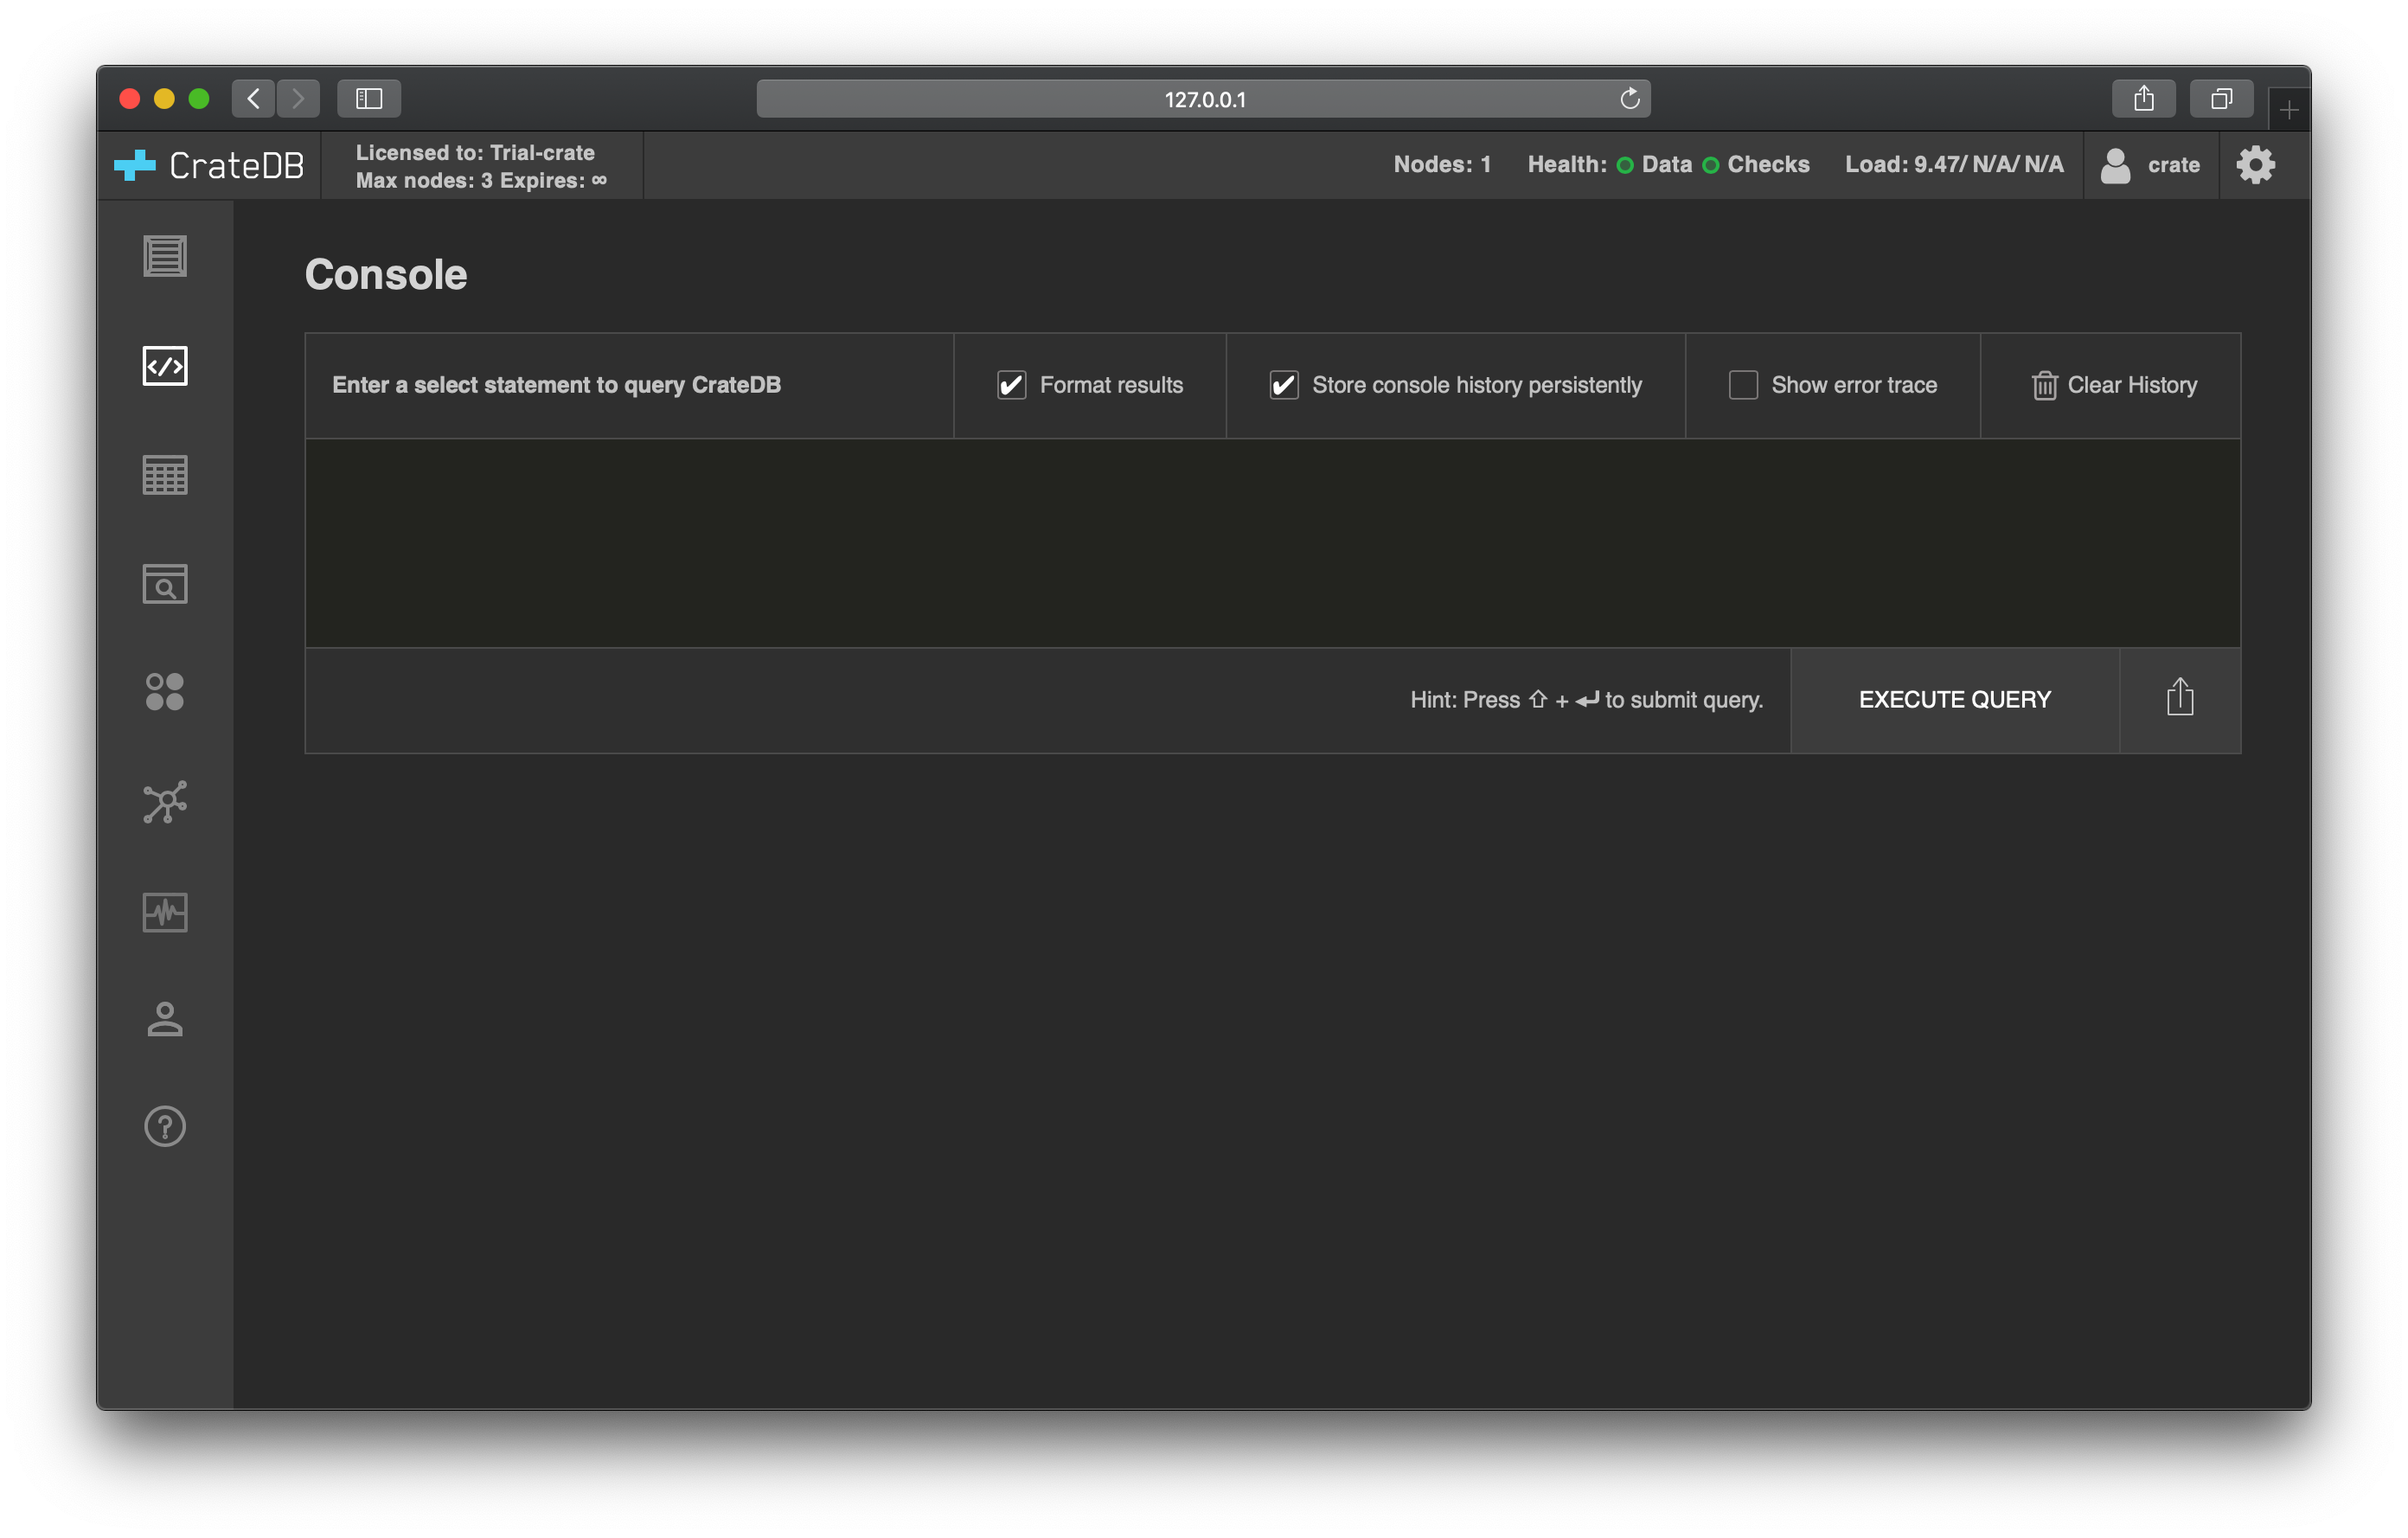 127.0.0.1
CrateDB
Licensed to: Trial-crate
Max nodes: 3 Expires: ∞
Nodes: 1
Health: Data Checks
Load: 9.47/ N/A/ N/A
crate
Console
Enter a select statement to query CrateDB
Format results
Store console history persistently
Show error trace
Clear History
Hint: Press ⇧ + ↵ to submit query.
EXECUTE QUERY